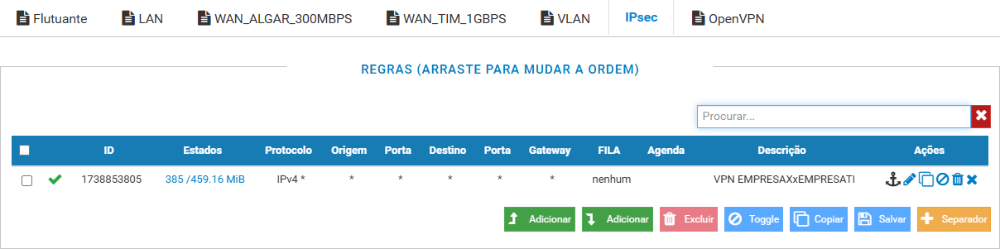 Flutuante LAN WAN_ALGAR_300MBPS WAN_TIM_1GBPS VLAN IPsec OpenVPN
REGRAS (ARRASTE PARA MUDAR A ORDEM)
Procurar...
ID Estados Protocolo Origem Porta Destino Porta Gateway FILA Agenda Descrição Ações
1738853805 385 /459.16 MiB IPv4 * * * * * * nenhum VPN EMPRESAXxEMPRESATI
Adicionar Adicionar Excluir Toggle Copiar Salvar Separador